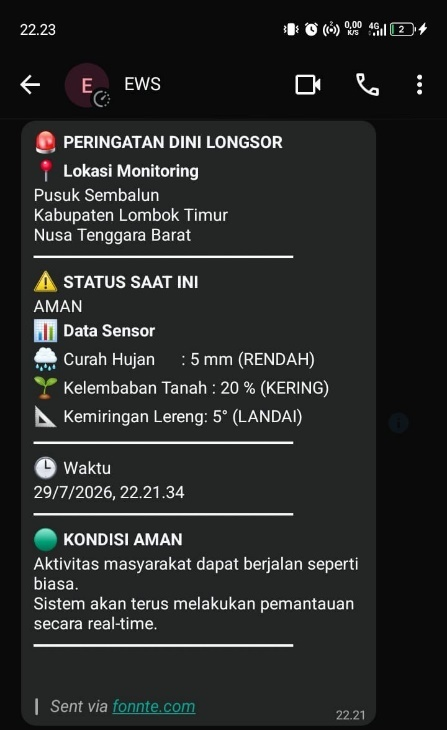 22.23
0,00 K/S 4G 2
E EWS
🚨 PERINGATAN DINI LONGSOR
📍 Lokasi Monitoring
Pusuk Sembalun
Kabupaten Lombok Timur
Nusa Tenggara Barat
⚠️ STATUS SAAT INI
AMAN
📊 Data Sensor
🌧️ Curah Hujan : 5 mm (RENDAH)
🌱 Kelembaban Tanah : 20 % (KERING)
📐 Kemiringan Lereng: 5° (LANDAI)
🕒 Waktu
29/7/2026, 22.21.34
🟢 KONDISI AMAN
Aktivitas masyarakat dapat berjalan seperti
biasa.
Sistem akan terus melakukan pemantauan
secara real-time.
Sent via fonnte.com
22.21